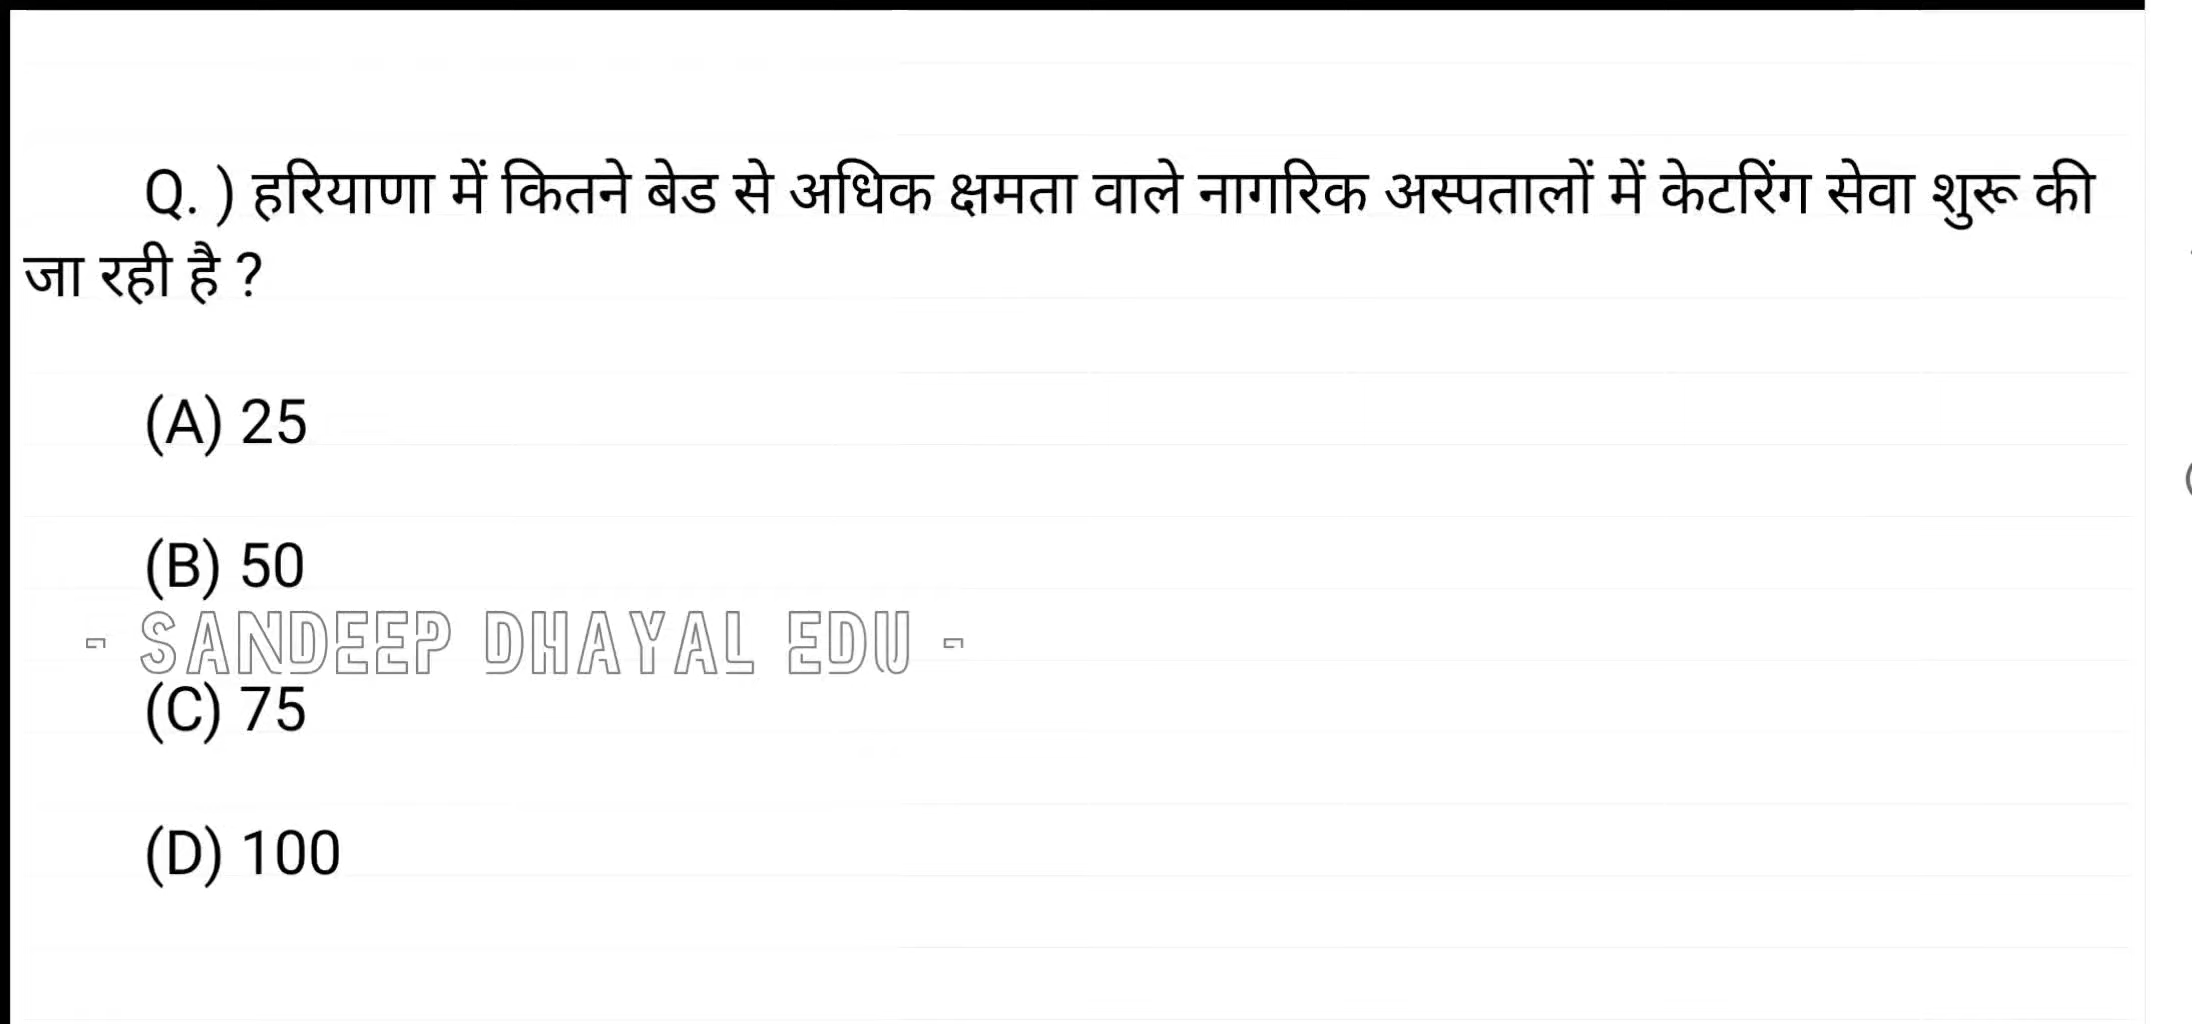 Q. ) हरियाणा में कितने बेड से अधिक क्षमता वाले नागरिक अस्पतालों में केटरिंग सेवा शुरू की
जा रही है ?
(A) 25
(B) 50
- SANDEEP DHAYAL EDU -
(C) 75
(D) 100